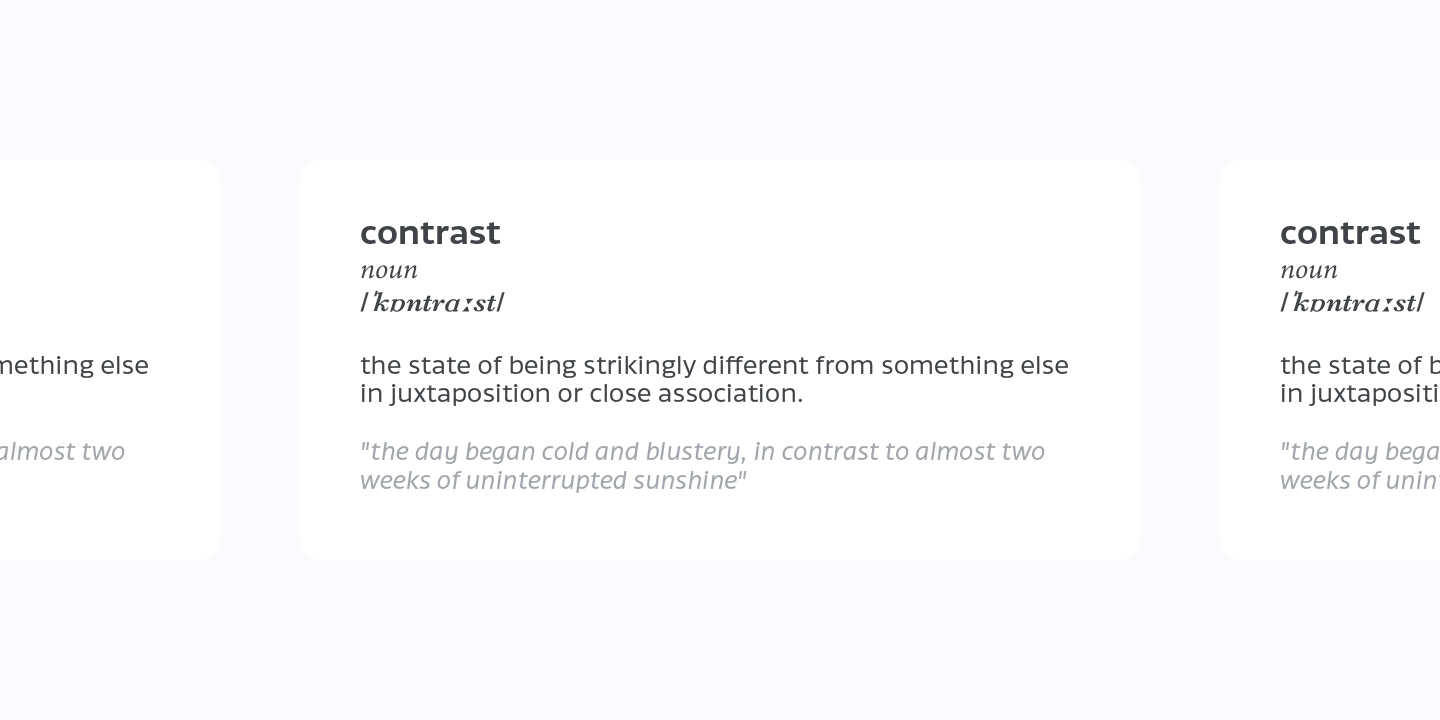 mething else
almost two
contrast
noun
/ˈkɒntrɑːst/
the state of being strikingly different from something else
in juxtaposition or close association.
"the day began cold and blustery, in contrast to almost two
weeks of uninterrupted sunshine"
contrast
noun
/ˈkɒntrɑːst/
the state of b
in juxtapositi
"the day bega
weeks of unin